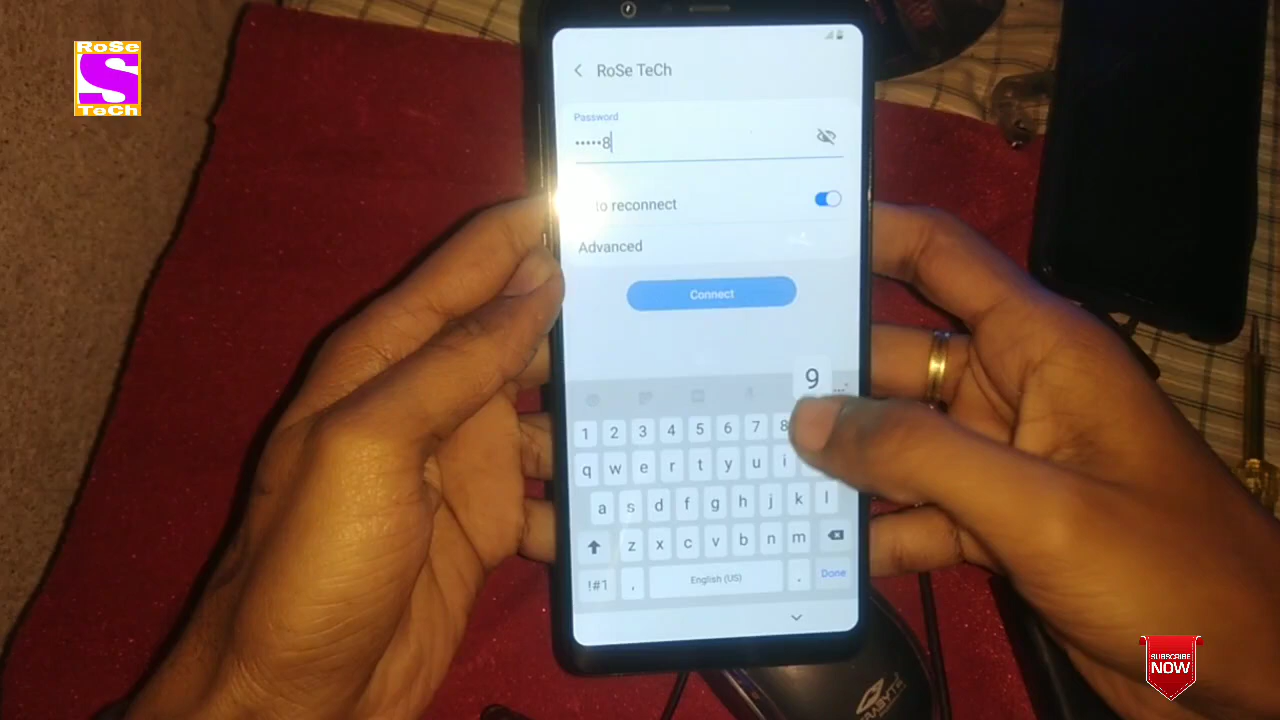 RoSe
S
TeCh
RoSe TeCh
Password
•••••8
to reconnect
Advanced
Connect
9
1 2 3 4 5 6 7 8
q w e r t y u i
a s d f g h j k l
z x c v b n m
!#1 , English (US) . Done
SUBSCRIBE
NOW